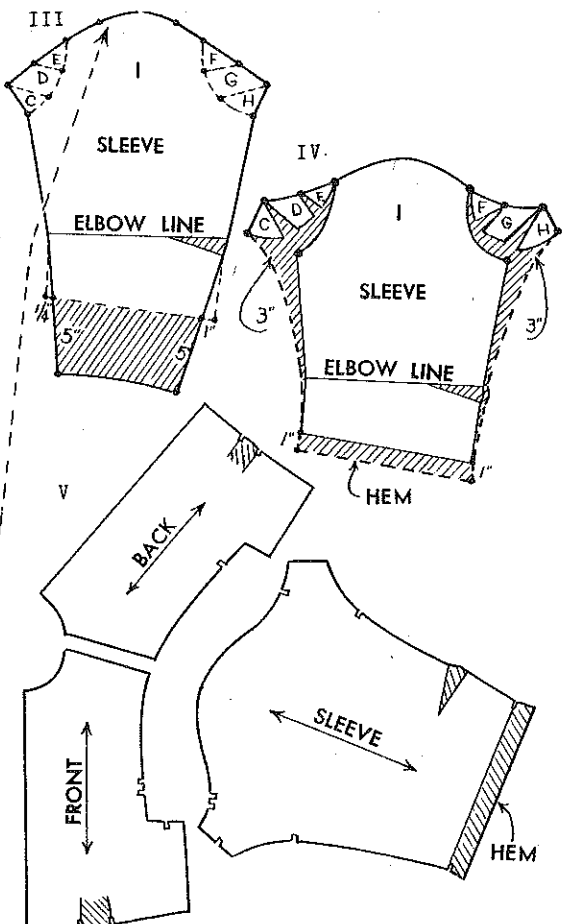 III
I
E
D
C
F
G
H
SLEEVE
ELBOW LINE
1/4"
1"
5"
5
IV.
I
C
D
E
F
G
H
SLEEVE
3"
3"
ELBOW LINE
1"
1"
HEM
V
BACK
FRONT
SLEEVE
HEM